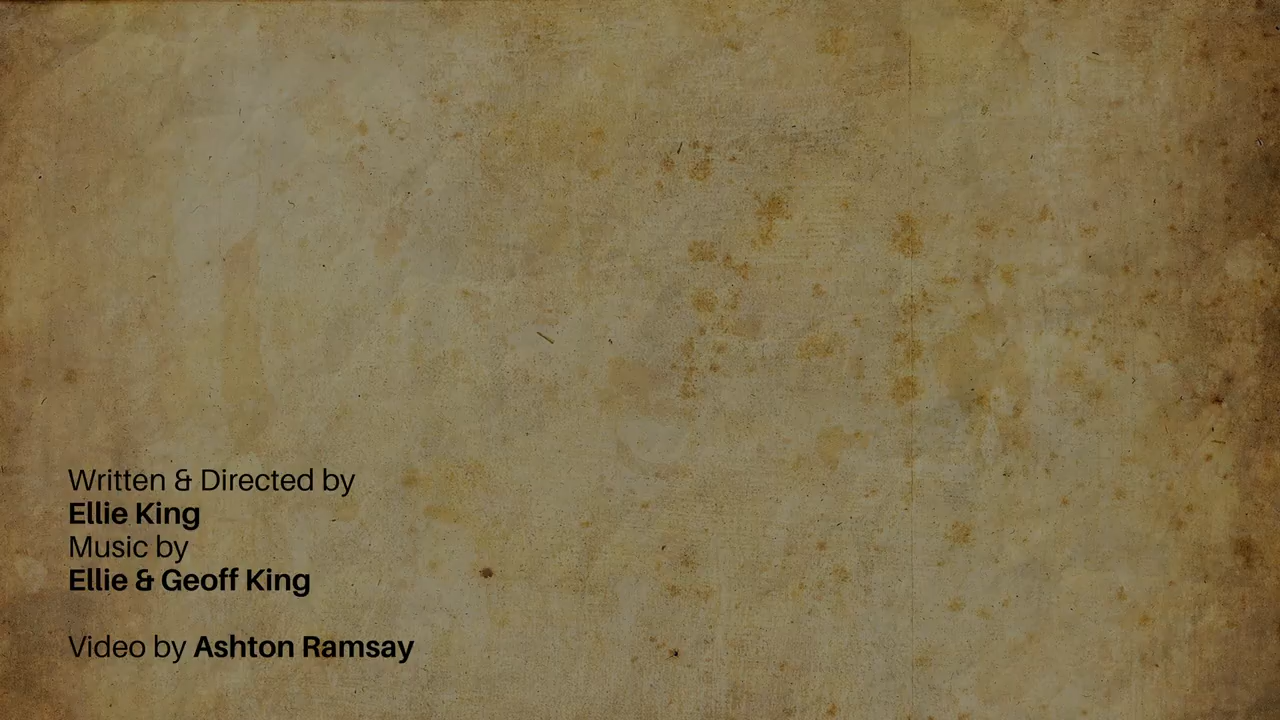 Written & Directed by
Ellie King
Music by
Ellie & Geoff King
Video by Ashton Ramsay